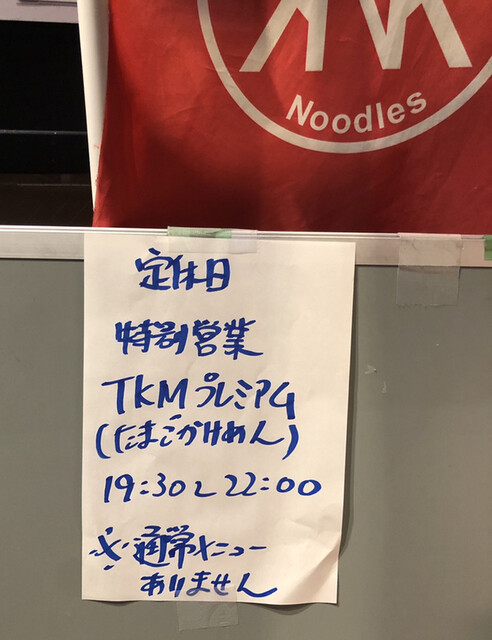 Noodles
定休日
特別営業
TKMプレミアム
(たまごかけめん)
19:30〜22:00
※通常メニュー
ありません